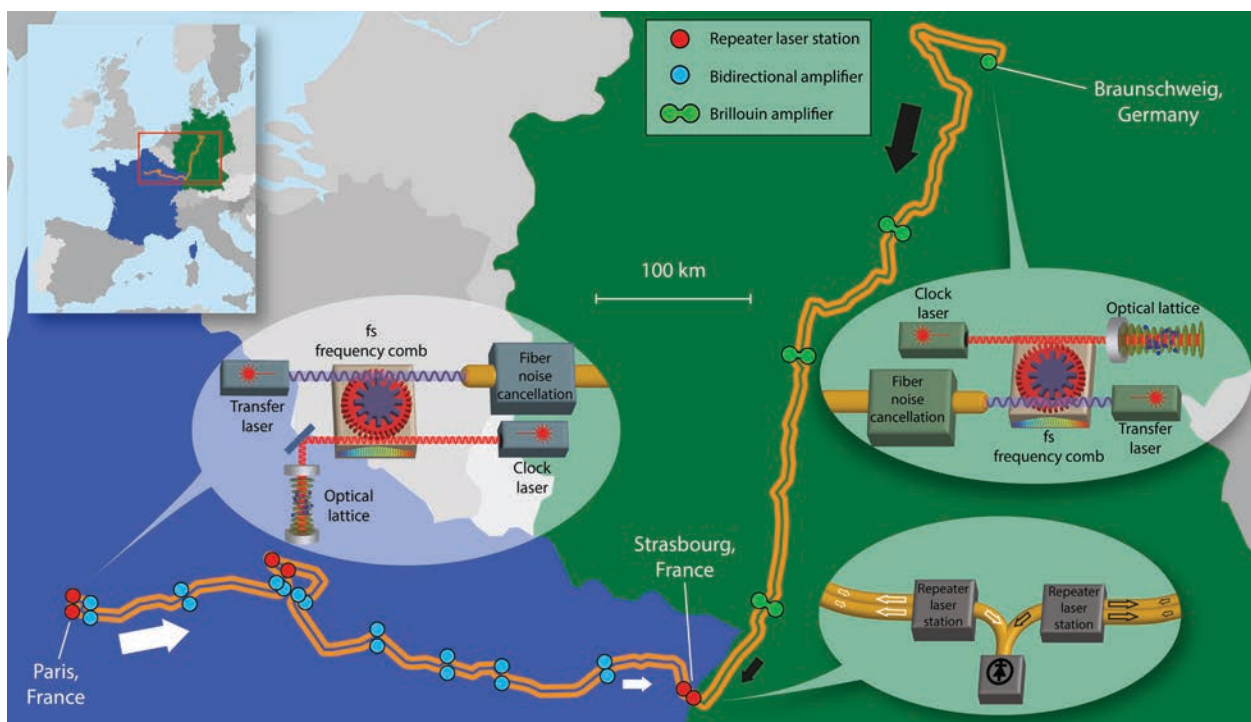 Repeater laser station
Bidirectional amplifier
Brillouin amplifier
Braunschweig,
Germany
100 km
Clock
laser
Optical lattice
Fiber
noise
cancellation
fs
frequency comb
Transfer
laser
fs
frequency comb
Fiber
noise
cancellation
Transfer
laser
Clock
laser
Optical
lattice
Strasbourg,
France
Repeater
laser
station
Repeater
laser
station
Paris,
France